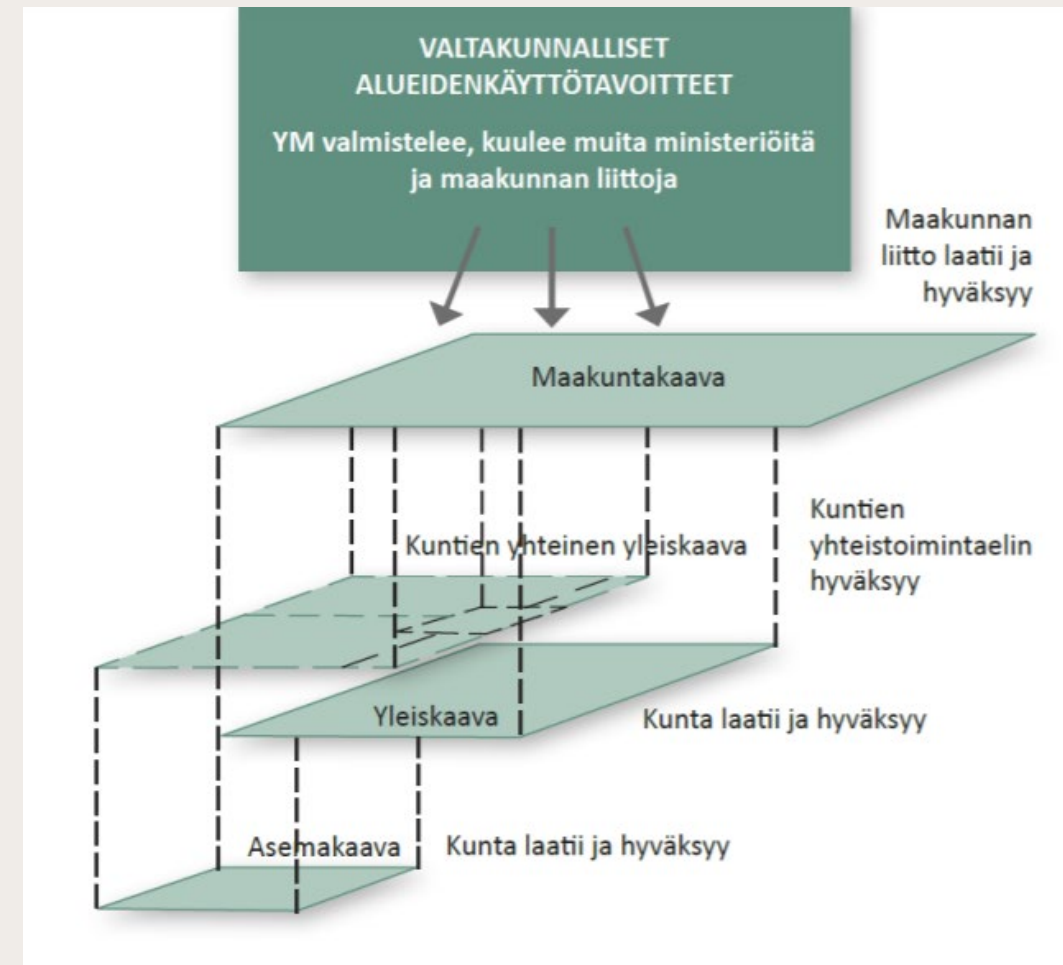 VALTAKUNNALLISET
ALUEIDENKÄYTTÖTAVOITTEET
YM valmistelee, kuulee muita ministeriöitä
ja maakunnan liittoja
Maakunnan
liitto laatii ja
hyväksyy
Maakuntakaava
Kuntien yhteinen yleiskaava
Kuntien
yhteistoimintaelin
hyväksyy
Yleiskaava
Kunta laatii ja hyväksyy
Asemakaava
Kunta laatii ja hyväksyy